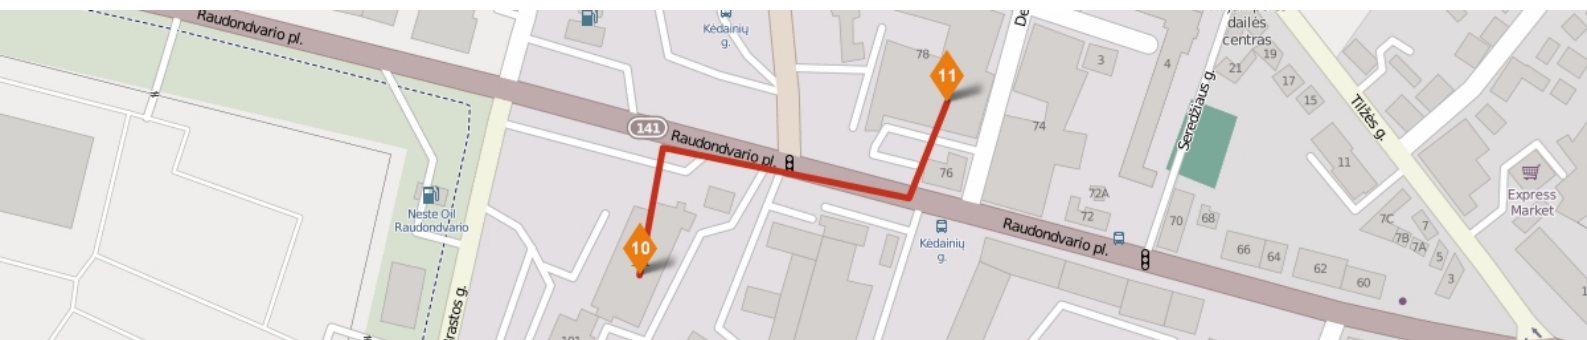 Raudondvario pl.
Kėdainių
g.
dailės
centras
78
11
3
4
19
21
17
15
Tilžės g.
Seredžiaus g.
141
Raudondvario pl.
74
11
76
Express
Market
Neste Oil
Raudondvario
72A
72
70
68
7C
7
7B
7A
5
3
10
Kėdainių
g.
Raudondvario pl.
66
64
62
60
rastos g.
De